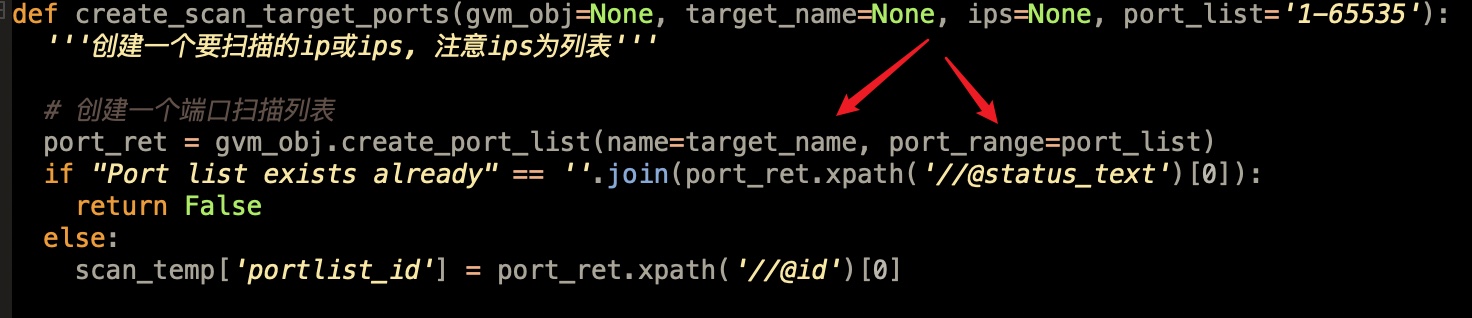 def create_scan_target_ports(gvm_obj=None, target_name=None, ips=None, port_list='1-65535'):
'''创建一个要扫描的ip或ips, 注意ips为列表'''
# 创建一个端口扫描列表
port_ret = gvm_obj.create_port_list(name=target_name, port_range=port_list)
if "Port list exists already" == ''.join(port_ret.xpath('//@status_text')[0]):
return False
else:
scan_temp['portlist_id'] = port_ret.xpath('//@id')[0]